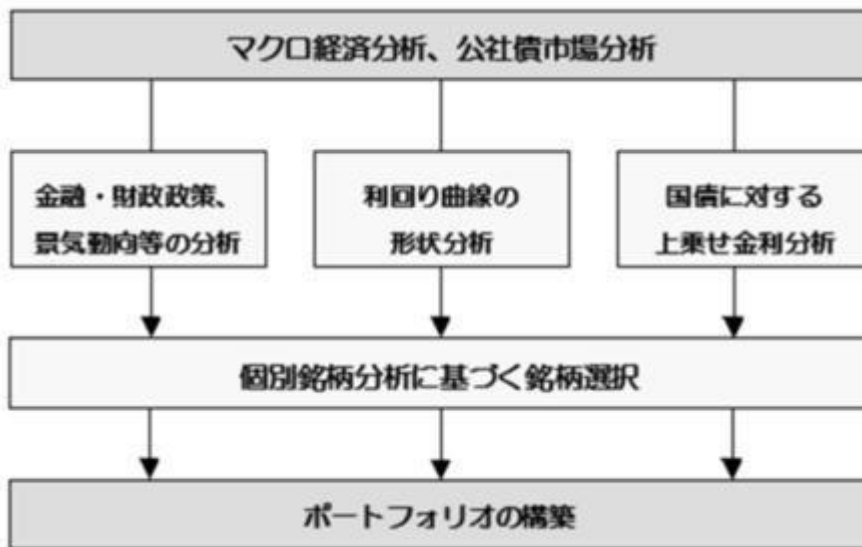 マクロ経済分析、公社債市場分析
金融・財政政策、
景気動向等の分析
利回り曲線の
形状分析
国債に対する
上乗せ金利分析
個別銘柄分析に基づく銘柄選択
ポートフォリオの構築